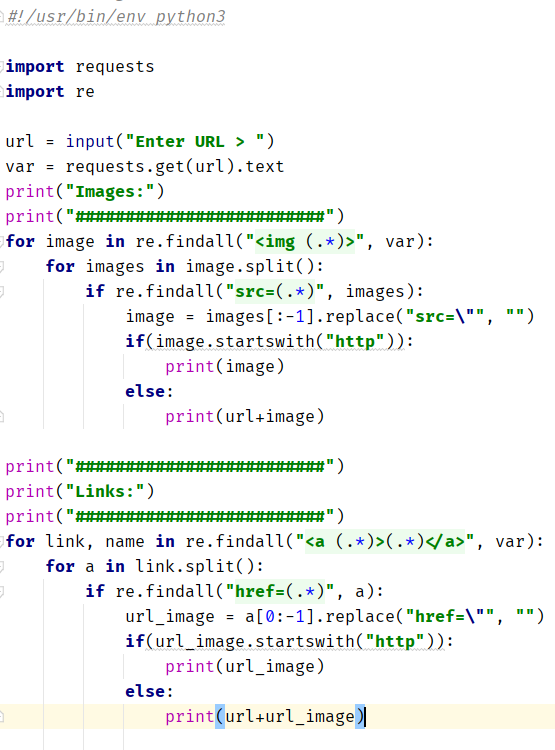 #!/usr/bin/env python3
import requests
import re
url = input("Enter URL > ")
var = requests.get(url).text
print("Images:")
print("#########################")
for image in re.findall("<img (.*)>", var):
    for images in image.split():
        if re.findall("src=(.*)", images):
            image = images[:-1].replace("src=\"", "")
            if(image.startswith("http")):
                print(image)
            else:
                print(url+image)
print("#########################")
print("Links:")
print("#########################")
for link, name in re.findall("<a (.*)>(.*)</a>", var):
    for a in link.split():
        if re.findall("href=(.*)", a):
            url_image = a[0:-1].replace("href=\"", "")
            if(url_image.startswith("http")):
                print(url_image)
            else:
                print(url+url_image)